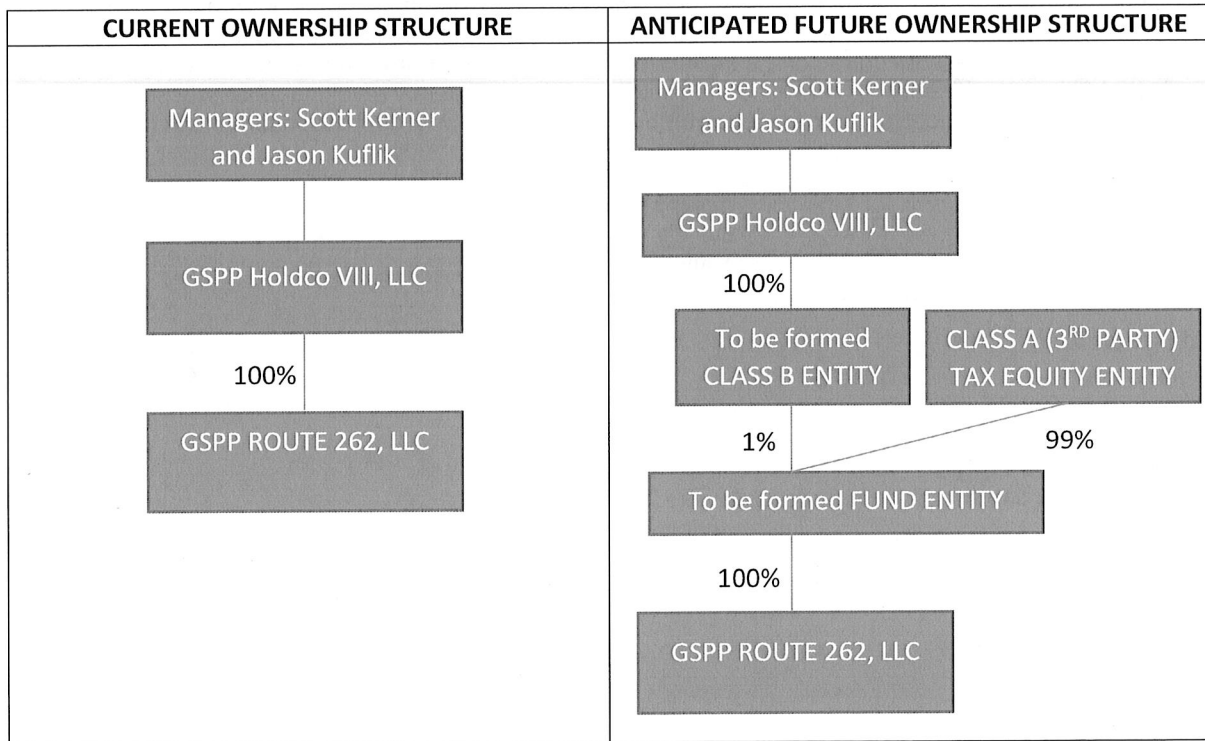 CURRENT OWNERSHIP STRUCTURE
Managers: Scott Kerner
and Jason Kuflik
GSPP Holdco VIII, LLC
100%
GSPP ROUTE 262, LLC
ANTICIPATED FUTURE OWNERSHIP STRUCTURE
Managers: Scott Kerner
and Jason Kuflik
GSPP Holdco VIII, LLC
100%
To be formed
CLASS B ENTITY
CLASS A (3RD PARTY)
TAX EQUITY ENTITY
1%
99%
To be formed FUND ENTITY
100%
GSPP ROUTE 262, LLC